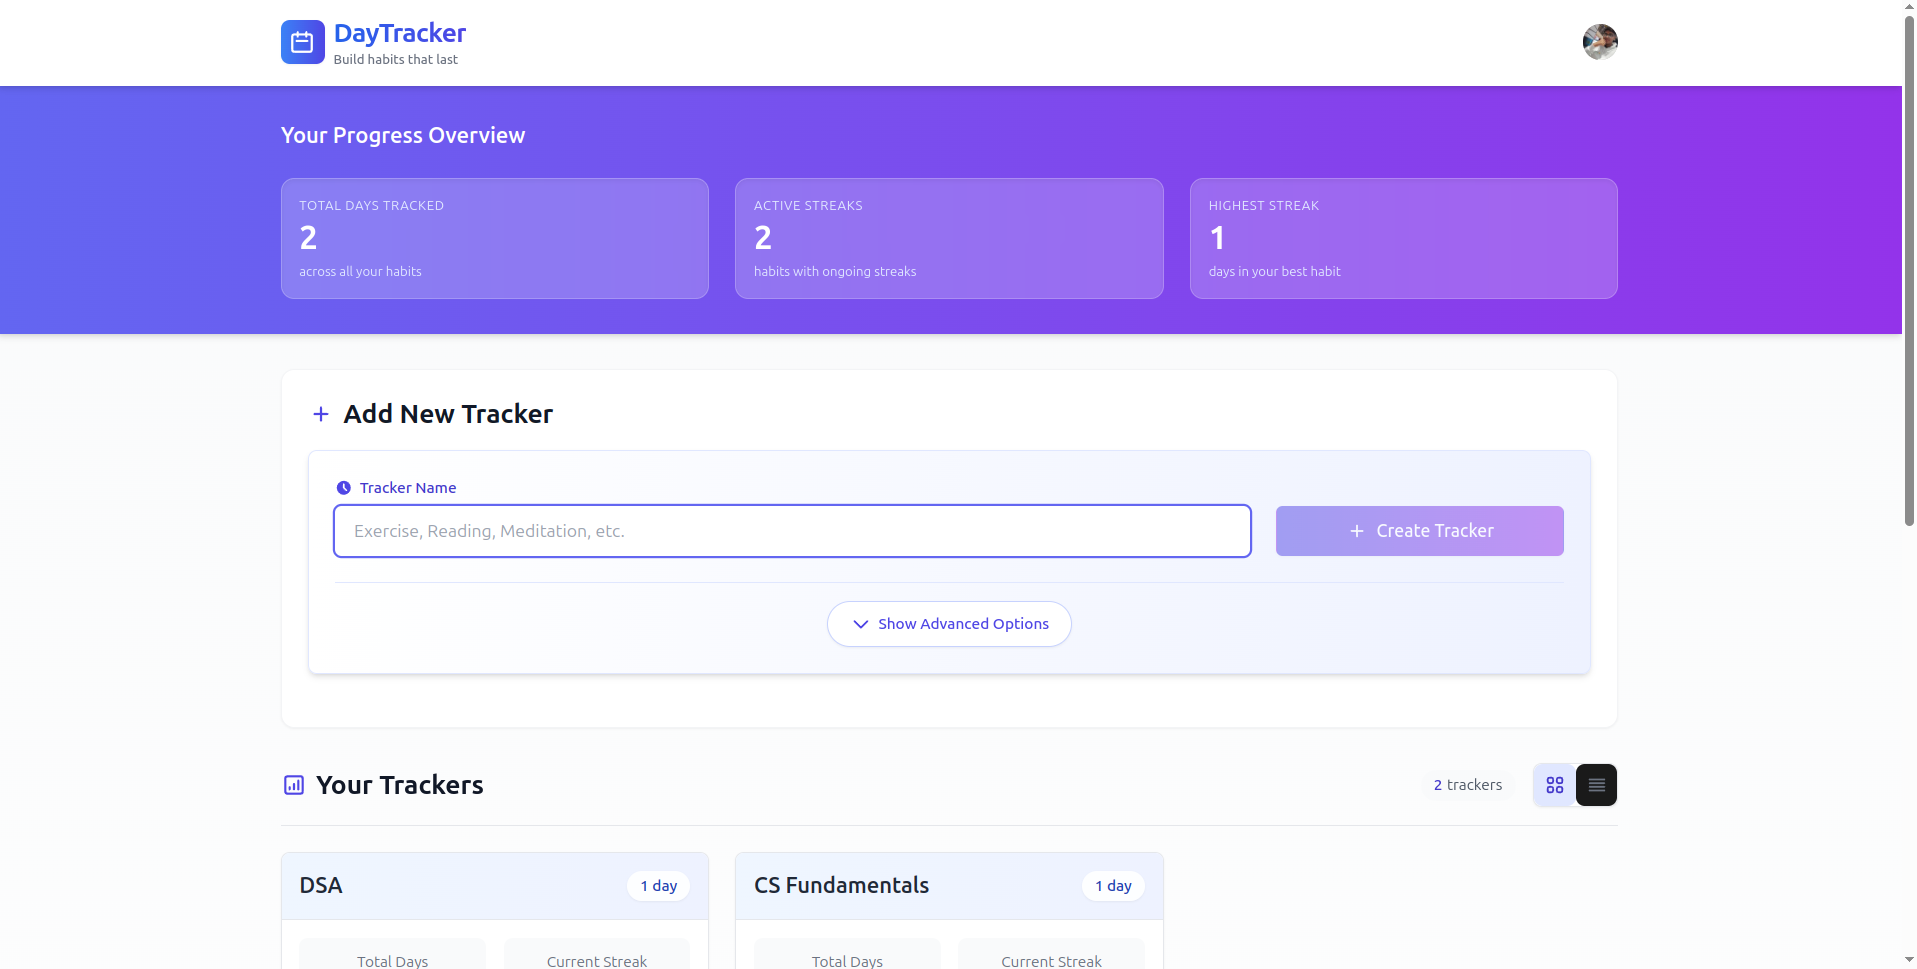 DayTracker
Build habits that last
Your Progress Overview
TOTAL DAYS TRACKED
2
across all your habits
ACTIVE STREAKS
2
habits with ongoing streaks
HIGHEST STREAK
1
days in your best habit
Add New Tracker
Tracker Name
Exercise, Reading, Meditation, etc.
Create Tracker
Show Advanced Options
Your Trackers
2 trackers
DSA
1 day
Total Days
Current Streak
CS Fundamentals
1 day
Total Days
Current Streak